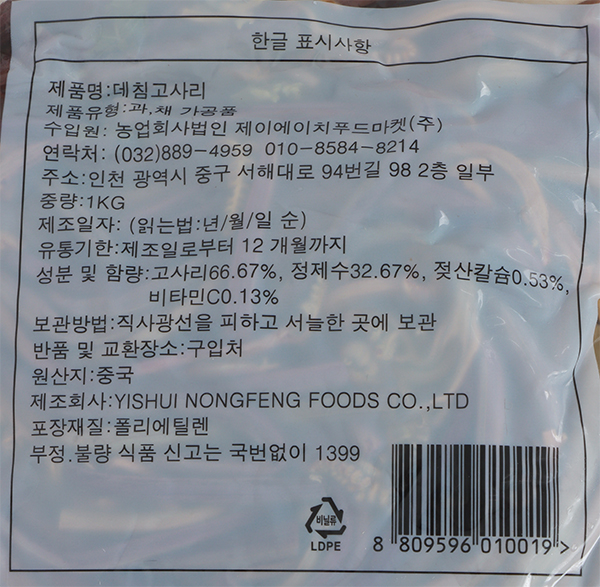 한글 표시사항
제품명:데침고사리
제품유형:과,채 가공품
수입원: 농업회사법인 제이에이치푸드마켓(주)
연락처: (032)889-4959 010-8584-8214
주소:인천 광역시 중구 서해대로 94번길 98 2층 일부
중량:1KG
제조일자: (읽는법:년/월/일 순)
유통기한:제조일로부터 12 개월까지
성분 및 함량:고사리66.67%, 정제수32.67%, 젖산칼슘0.53%,
비타민C0.13%
보관방법:직사광선을 피하고 서늘한 곳에 보관
반품 및 교환장소:구입처
원산지:중국
제조회사:YISHUI NONGFENG FOODS CO.,LTD
포장재질:폴리에틸렌
부정.불량 식품 신고는 국번없이 1399
비닐류
LDPE
8 809596 010019 >